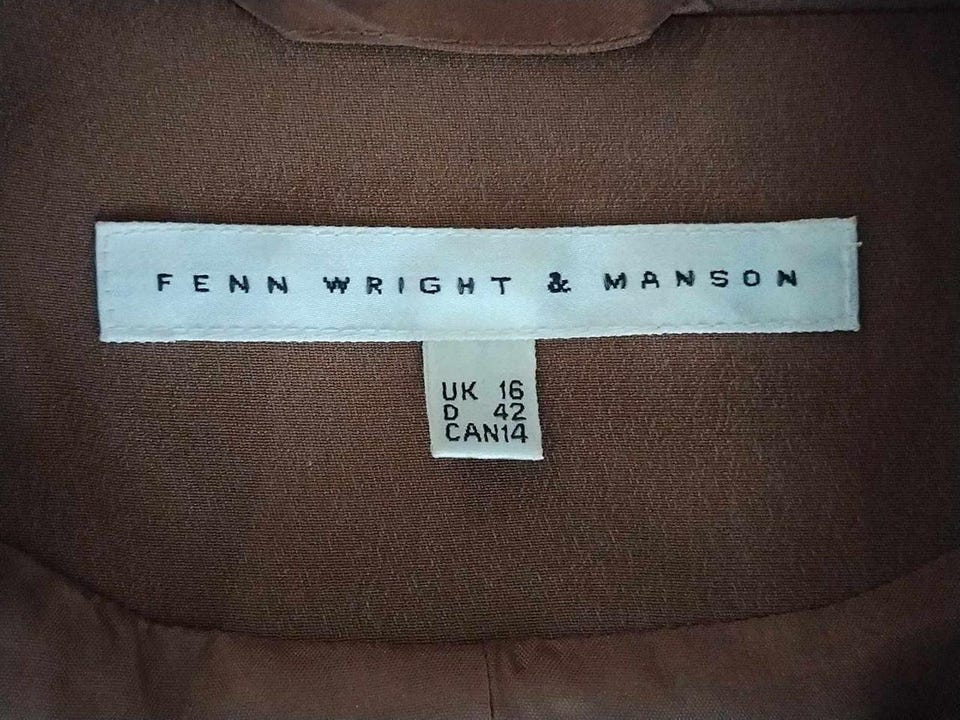 FENN WRIGHT & MANSON
UK 16
D 42
CAN14